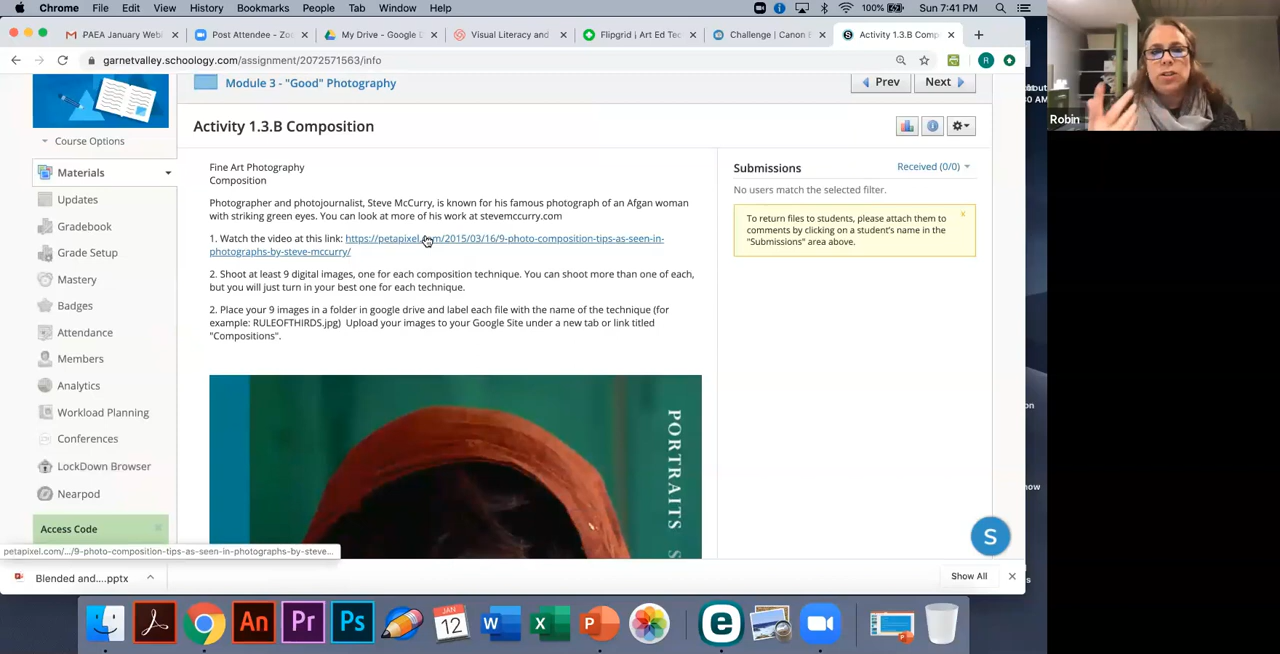 Chrome File Edit View History Bookmarks People Tab Window Help
100% Sun 7:41 PM
PAEA January Web
Post Attendee - Zo
My Drive - Google D
Visual Literacy and
Flipgrid | Art Ed Tec
Challenge | Canon E
Activity 1.3.B Comp
garnetvalley.schoology.com/assignment/2072571563/info
R
Module 3 - "Good" Photography
Prev
Next
Activity 1.3.B Composition
Course Options
Materials
Updates
Gradebook
Grade Setup
Mastery
Badges
Attendance
Members
Analytics
Workload Planning
Conferences
LockDown Browser
Nearpod
Access Code
Fine Art Photography
Composition
Photographer and photojournalist, Steve McCurry, is known for his famous photograph of an Afgan woman
with striking green eyes. You can look at more of his work at stevemccurry.com
1. Watch the video at this link: https://petapixel.com/2015/03/16/9-photo-composition-tips-as-seen-in-
photographs-by-steve-mccurry/
2. Shoot at least 9 digital images, one for each composition technique. You can shoot more than one of each,
but you will just turn in your best one for each technique.
2. Place your 9 images in a folder in google drive and label each file with the name of the technique (for
example: RULEOFTHIRDS.jpg) Upload your images to your Google Site under a new tab or link titled
"Compositions".
PORTRAITS S
Submissions
Received (0/0)
No users match the selected filter.
To return files to students, please attach them to
comments by clicking on a student's name in the
"Submissions" area above.
S
petapixel.com/.../9-photo-composition-tips-as-seen-in-photographs-by-steve...
Blended and....pptx
Show All
An
Pr
Ps
JAN
12
W
X
P
e
Robin